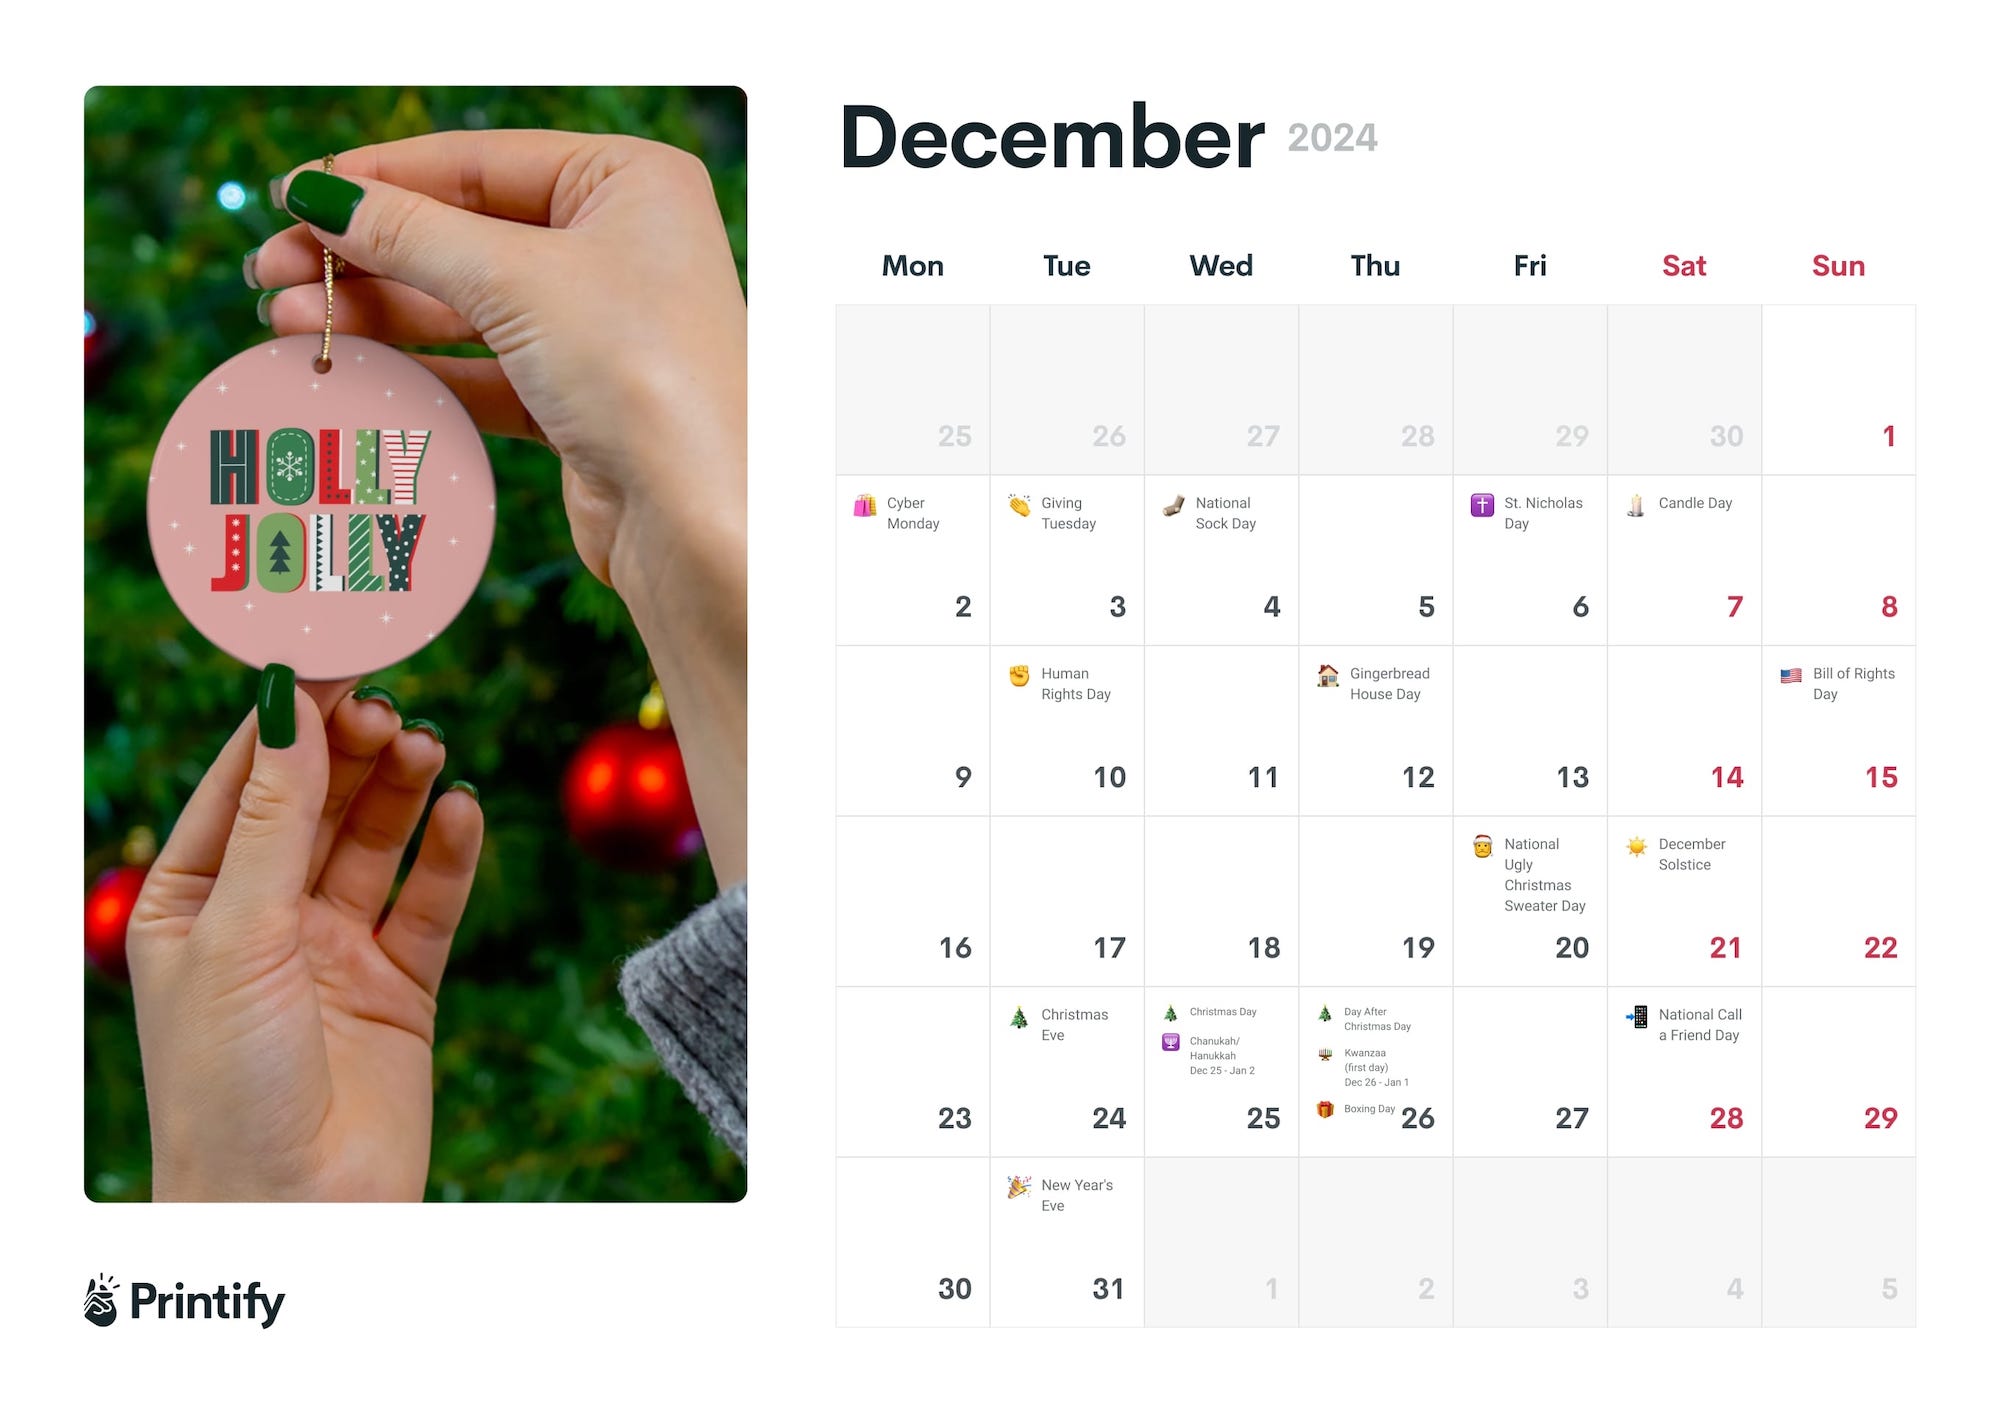 HOLLY
JOLLY
Printify
December 2024
Mon Tue Wed Thu Fri Sat Sun
25 26 27 28 29 30 1
Cyber
Monday
2
Giving
Tuesday
3
National
Sock Day
4
5
St. Nicholas
Day
6
Candle Day
7
8
9
Human
Rights Day
10
11
Gingerbread
House Day
12
13
14
Bill of Rights
Day
15
16
17
18
19
National
Ugly
Christmas
Sweater Day
20
December
Solstice
21
22
23
Christmas
Eve
24
Christmas Day
Chanukah/
Hanukkah
Dec 25 - Jan 2
25
Day After
Christmas Day
Kwanzaa
(first day)
Dec 26 - Jan 1
Boxing Day
26
27
National Call
a Friend Day
28
29
30
New Year's
Eve
31
1
2
3
4
5